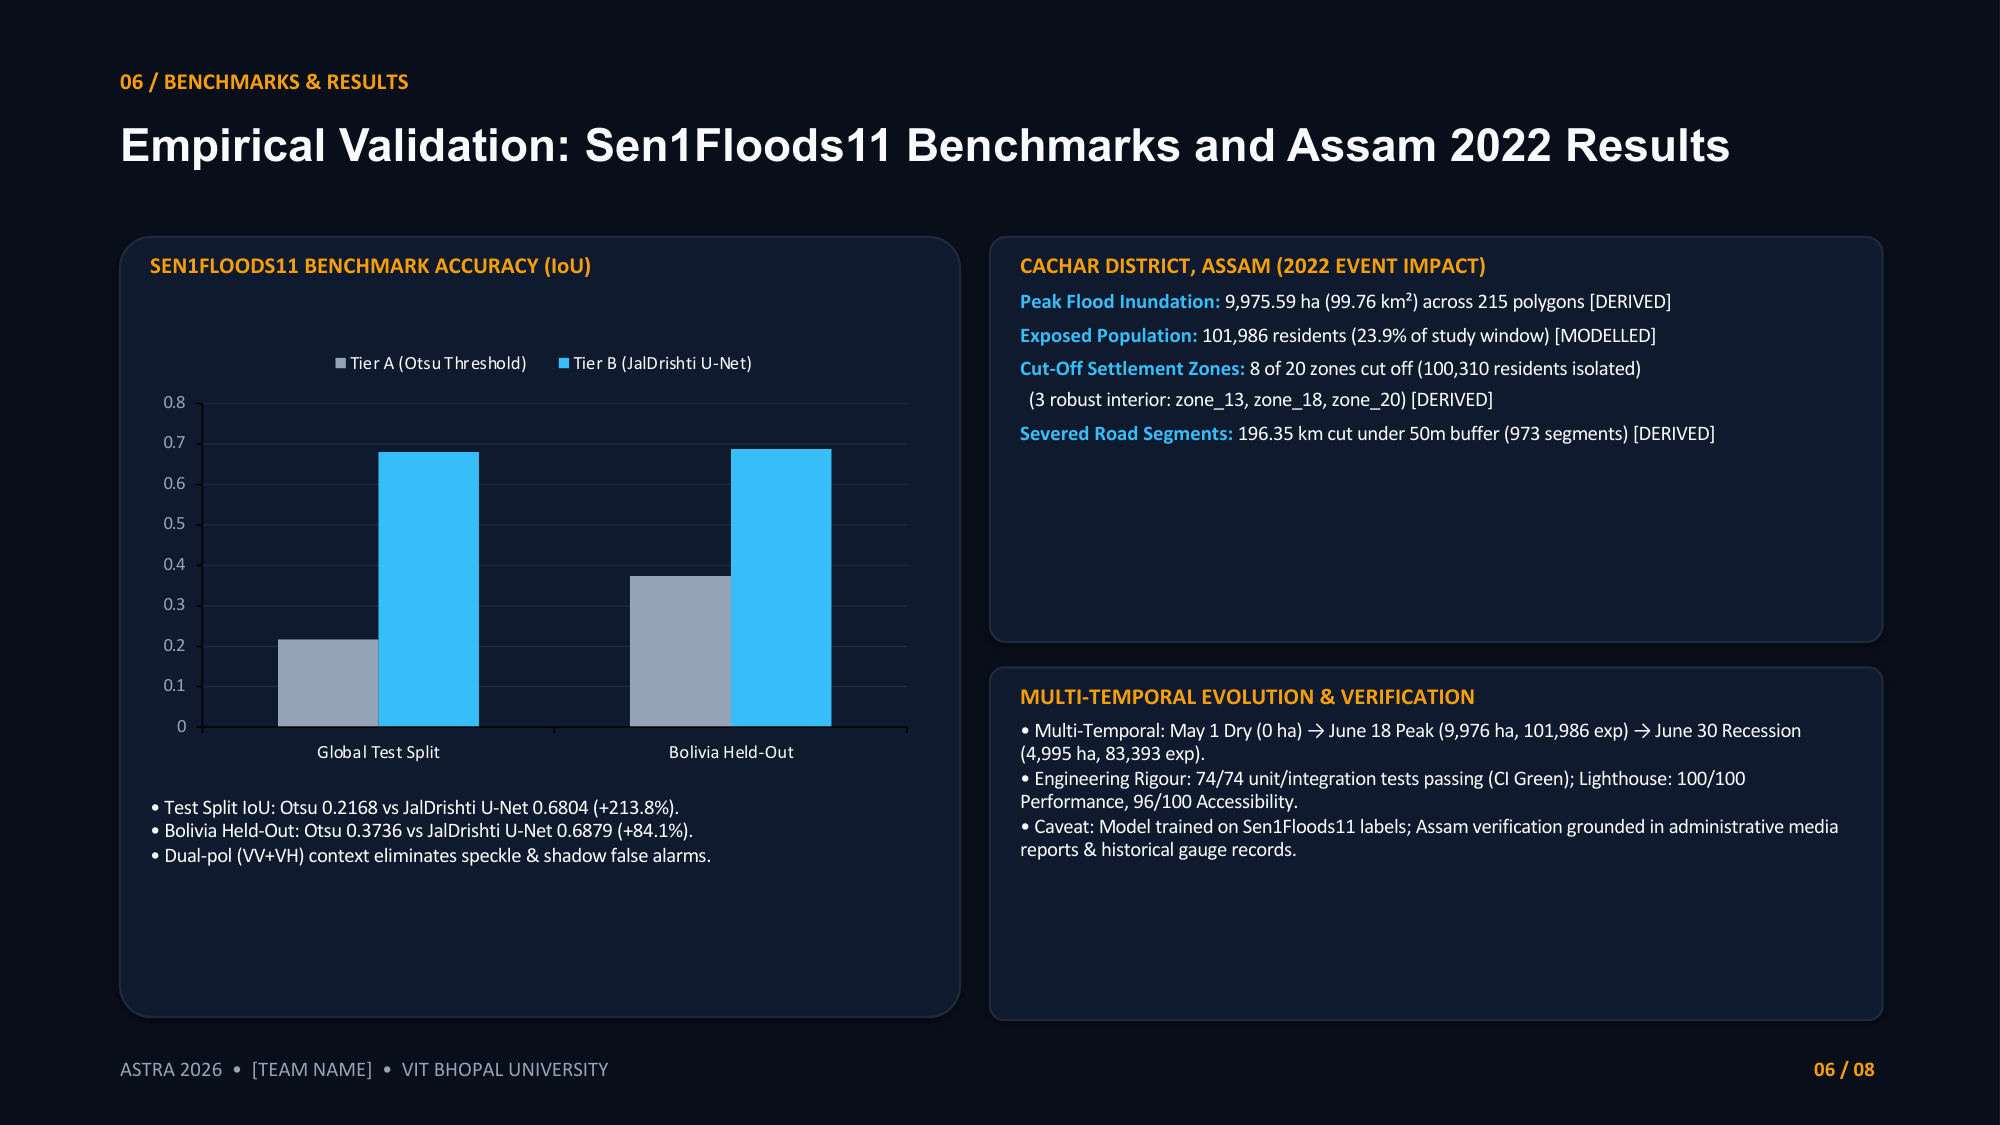 06 / BENCHMARKS & RESULTS
Empirical Validation: Sen1Floods11 Benchmarks and Assam 2022 Results
SEN1FLOODS11 BENCHMARK ACCURACY (IoU)
Tier A (Otsu Threshold)
Tier B (JalDrishti U-Net)
0.8
0.7
0.6
0.5
0.4
0.3
0.2
0.1
0
Global Test Split
Bolivia Held-Out
• Test Split IoU: Otsu 0.2168 vs JalDrishti U-Net 0.6804 (+213.8%).
• Bolivia Held-Out: Otsu 0.3736 vs JalDrishti U-Net 0.6879 (+84.1%).
• Dual-pol (VV+VH) context eliminates speckle & shadow false alarms.
CACHAR DISTRICT, ASSAM (2022 EVENT IMPACT)
Peak Flood Inundation: 9,975.59 ha (99.76 km²) across 215 polygons [DERIVED]
Exposed Population: 101,986 residents (23.9% of study window) [MODELLED]
Cut-Off Settlement Zones: 8 of 20 zones cut off (100,310 residents isolated)
(3 robust interior: zone_13, zone_18, zone_20) [DERIVED]
Severed Road Segments: 196.35 km cut under 50m buffer (973 segments) [DERIVED]
MULTI-TEMPORAL EVOLUTION & VERIFICATION
• Multi-Temporal: May 1 Dry (0 ha) → June 18 Peak (9,976 ha, 101,986 exp) → June 30 Recession
(4,995 ha, 83,393 exp).
• Engineering Rigour: 74/74 unit/integration tests passing (CI Green); Lighthouse: 100/100
Performance, 96/100 Accessibility.
• Caveat: Model trained on Sen1Floods11 labels; Assam verification grounded in administrative media
reports & historical gauge records.
ASTRA 2026 • [TEAM NAME] • VIT BHOPAL UNIVERSITY
06 / 08